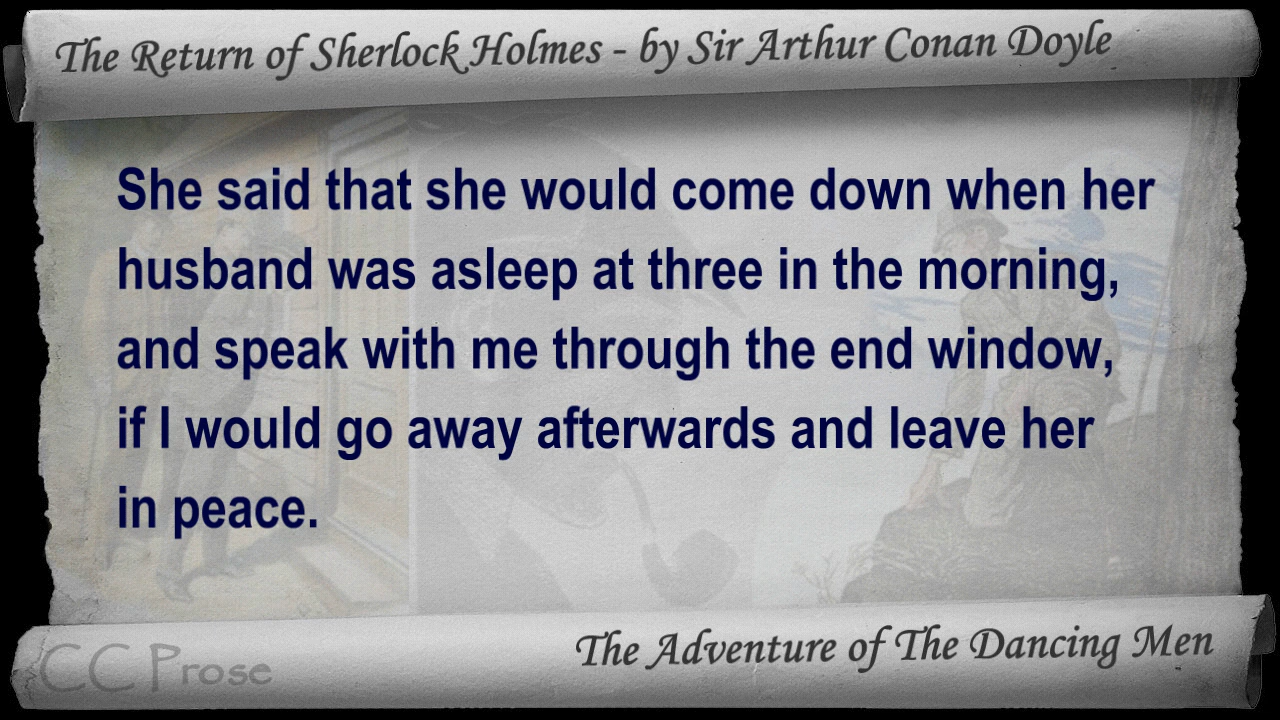 The Return of Sherlock Holmes - by Sir Arthur Conan Doyle
She said that she would come down when her
husband was asleep at three in the morning,
and speak with me through the end window,
if I would go away afterwards and leave her
in peace.
The Adventure of The Dancing Men
CC Prose